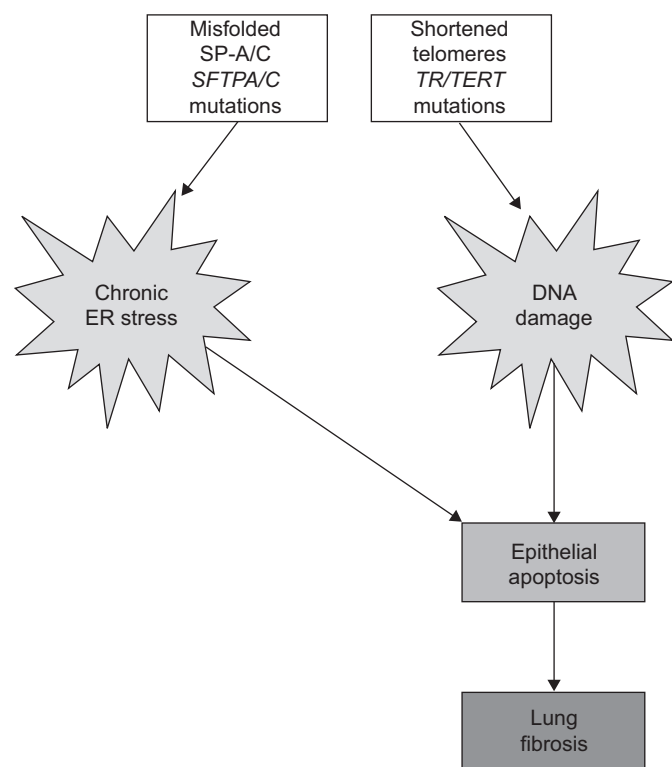 Misfolded
SP-A/C
SFTPA/C
mutations
Shortened
telomeres
TR/TERT
mutations
Chronic
ER stress
DNA
damage
Epithelial
apoptosis
Lung
fibrosis